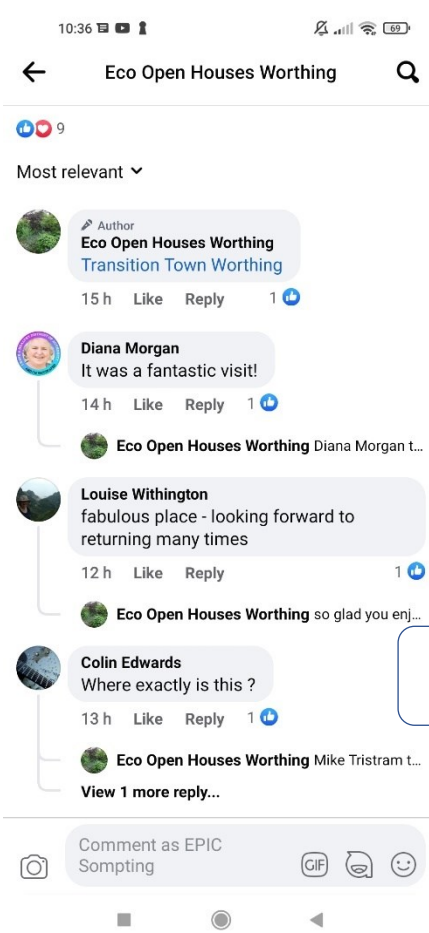 10:36
69
Eco Open Houses Worthing
9
Most relevant
Author
Eco Open Houses Worthing
Transition Town Worthing
15 h Like Reply 1
Diana Morgan
It was a fantastic visit!
14 h Like Reply 1
Eco Open Houses Worthing Diana Morgan t...
Louise Withington
fabulous place - looking forward to
returning many times
12 h Like Reply 1
Eco Open Houses Worthing so glad you enj...
Colin Edwards
Where exactly is this ?
13 h Like Reply 1
Eco Open Houses Worthing Mike Tristram t...
View 1 more reply...
Comment as EPIC
Sompting
GIF